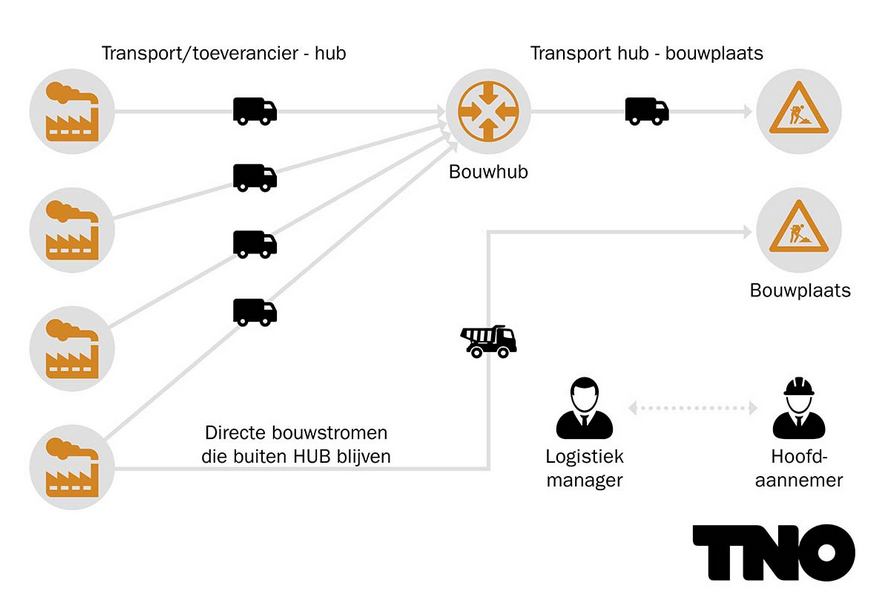 Transport/toeverancier - hub
Transport hub - bouwplaats
Bouwhub
Bouwplaats
Directe bouwstromen
die buiten HUB blijven
Logistiek
manager
Hoofd-
aannemer
TNO